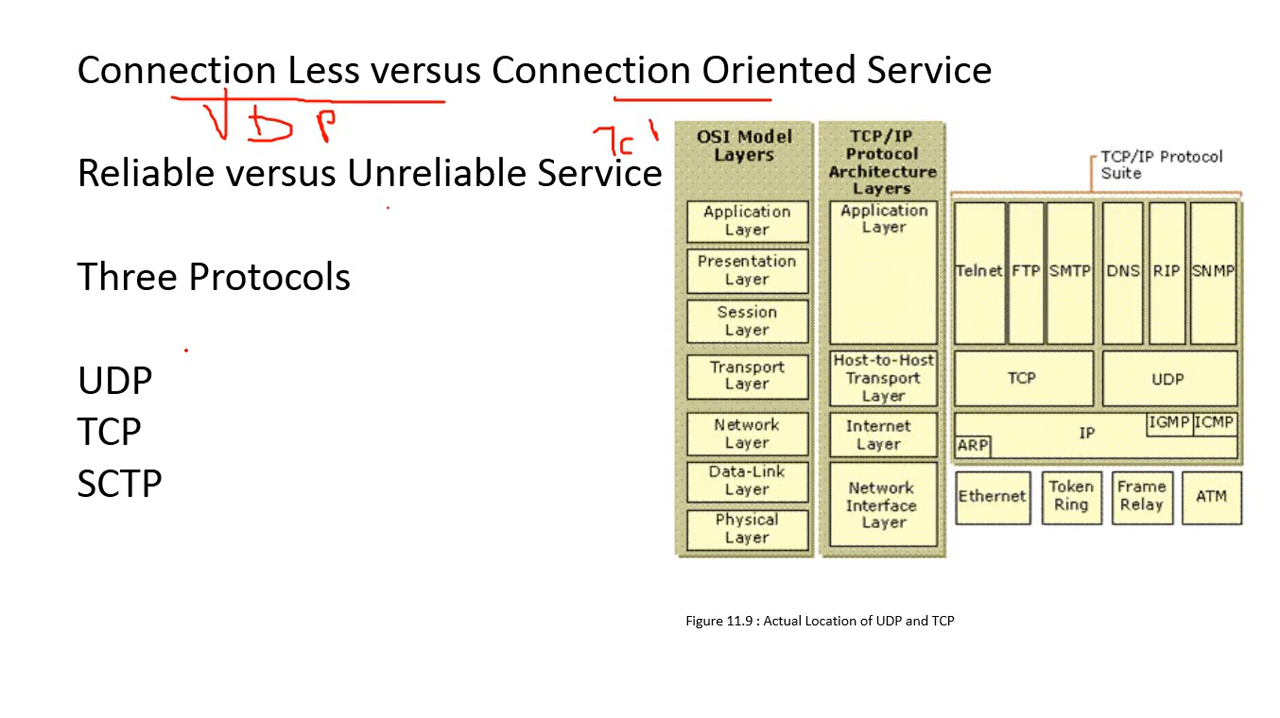 Connection Less versus Connection Oriented Service
UDP
Reliable versus Unreliable Service
Three Protocols
UDP
TCP
SCTP
OSI Model
Layers
Application
Layer
Presentation
Layer
Session
Layer
Transport
Layer
Network
Layer
Data-Link
Layer
Physical
Layer
TCP/IP
Protocol
Architecture
Layers
Application
Layer
Host-to-Host
Transport
Layer
Internet
Layer
Network
Interface
Layer
TCP/IP Protocol
Suite
Telnet FTP SMTP DNS RIP SNMP
TCP UDP
IGMP ICMP
IP
ARP
Ethernet
Token
Ring
Frame
Relay
ATM
Figure 11.9 : Actual Location of UDP and TCP